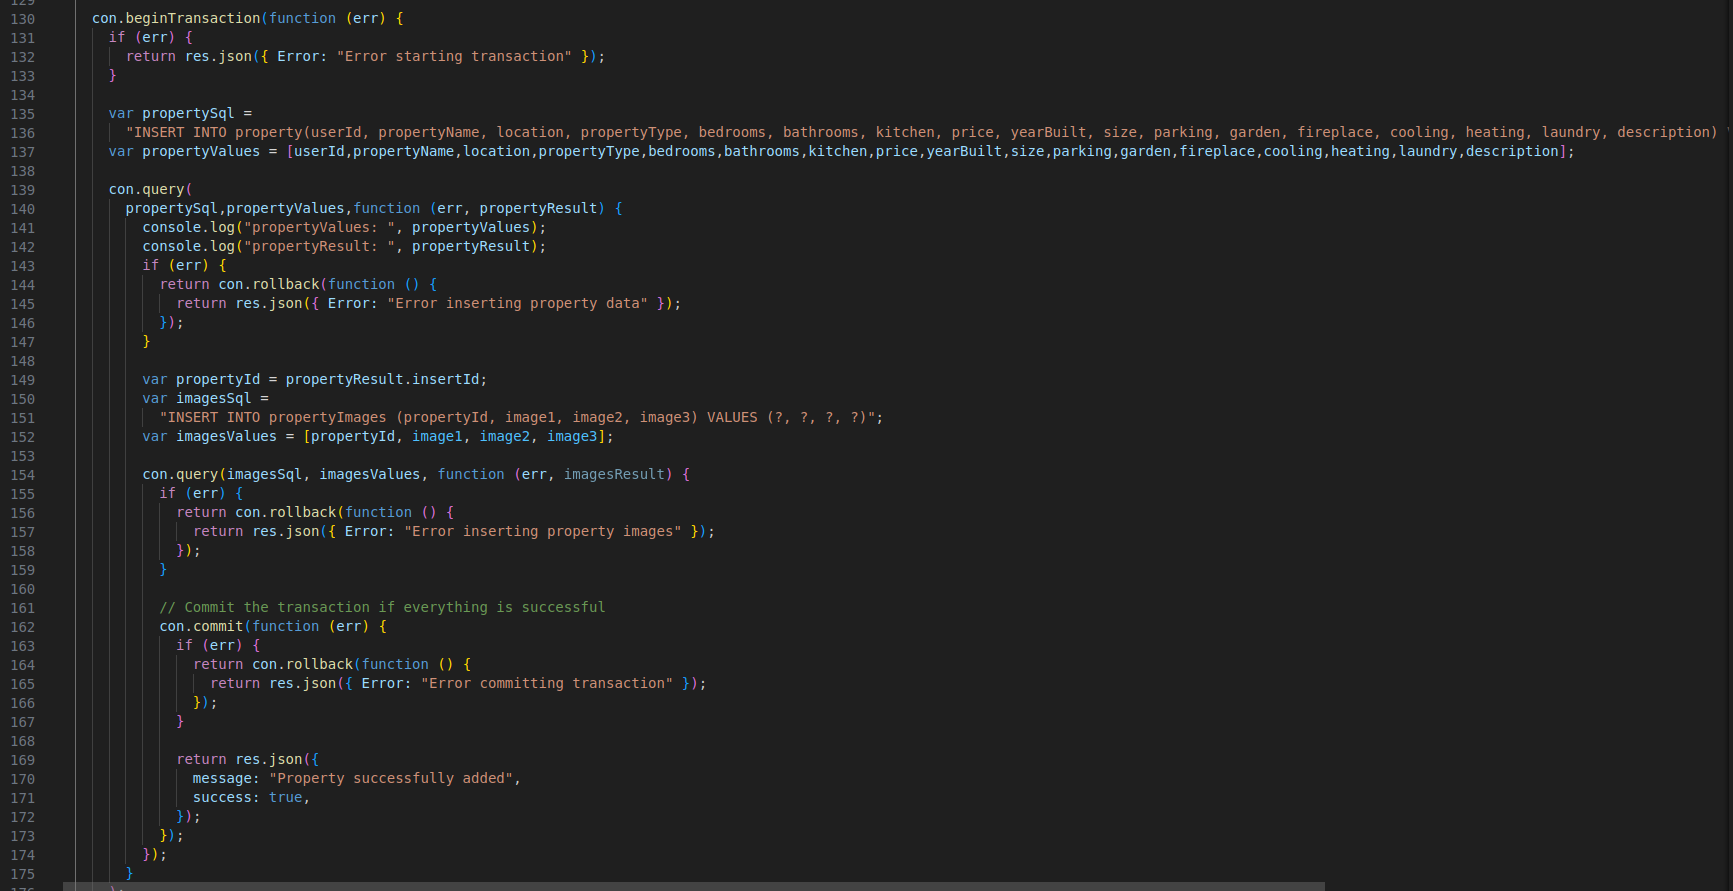 129
130 con.beginTransaction(function (err) {
131 if (err) {
132 return res.json({ Error: "Error starting transaction" });
133 }
134
135 var propertySql =
136 "INSERT INTO property(userId, propertyName, location, propertyType, bedrooms, bathrooms, kitchen, price, yearBuilt, size, parking, garden, fireplace, cooling, heating, laundry, description)
137 var propertyValues = [userId,propertyName,location,propertyType,bedrooms,bathrooms,kitchen,price,yearBuilt,size,parking,garden,fireplace,cooling,heating,laundry,description];
138
139 con.query(
140 propertySql,propertyValues,function (err, propertyResult) {
141 console.log("propertyValues: ", propertyValues);
142 console.log("propertyResult: ", propertyResult);
143 if (err) {
144 return con.rollback(function () {
145 return res.json({ Error: "Error inserting property data" });
146 });
147 }
148
149 var propertyId = propertyResult.insertId;
150 var imagesSql =
151 "INSERT INTO propertyImages (propertyId, image1, image2, image3) VALUES (?, ?, ?, ?)";
152 var imagesValues = [propertyId, image1, image2, image3];
153
154 con.query(imagesSql, imagesValues, function (err, imagesResult) {
155 if (err) {
156 return con.rollback(function () {
157 return res.json({ Error: "Error inserting property images" });
158 });
159 }
160
161 // Commit the transaction if everything is successful
162 con.commit(function (err) {
163 if (err) {
164 return con.rollback(function () {
165 return res.json({ Error: "Error committing transaction" });
166 });
167 }
168
169 return res.json({
170 message: "Property successfully added",
171 success: true,
172 });
173 });
174 });
175 }